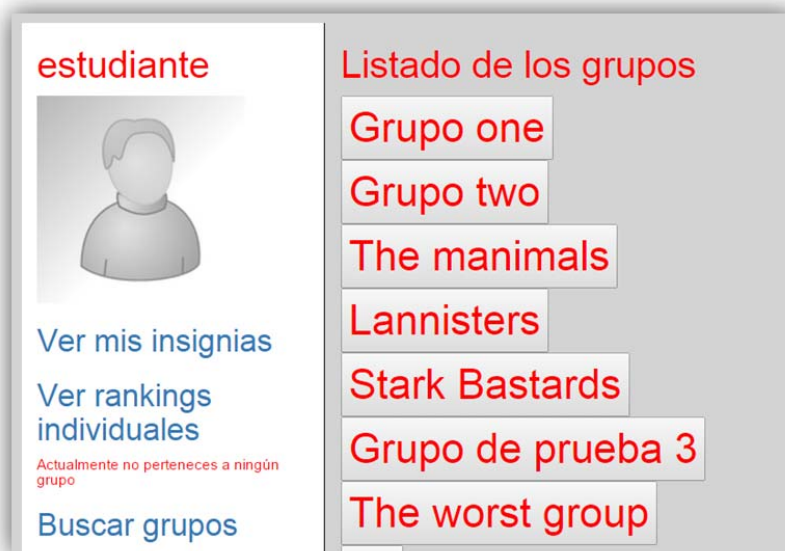 estudiante
Ver mis insignias
Ver rankings
individuales
Actualmente no perteneces a ningún
grupo
Buscar grupos
Listado de los grupos
Grupo one
Grupo two
The manimals
Lannisters
Stark Bastards
Grupo de prueba 3
The worst group